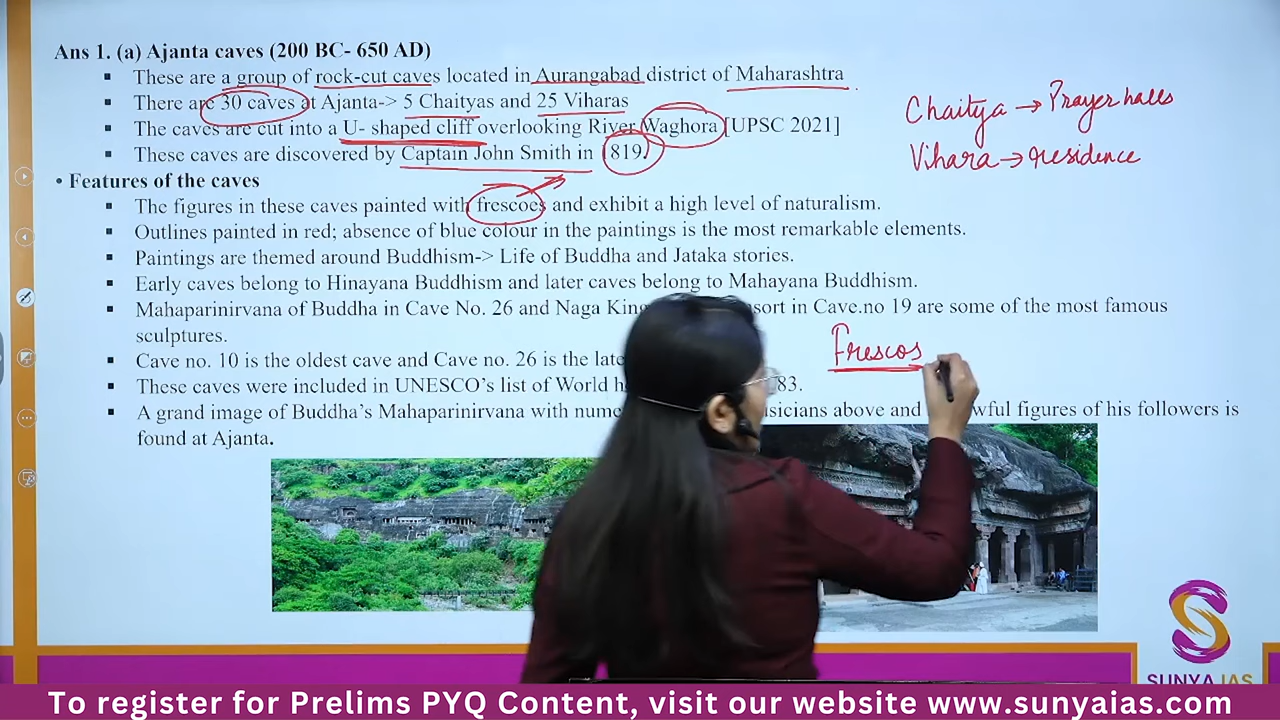 Ans 1. (a) Ajanta caves (200 BC- 650 AD)
▪ These are a group of rock-cut caves located in Aurangabad district of Maharashtra
▪ There are 30 caves at Ajanta-> 5 Chaityas and 25 Viharas
▪ The caves are cut into a U- shaped cliff overlooking River Waghora [UPSC 2021]
▪ These caves are discovered by Captain John Smith in 1819.
Chaitya → Prayer halls
Vihara → residence
• Features of the caves
▪ The figures in these caves painted with frescoes and exhibit a high level of naturalism.
▪ Outlines painted in red; absence of blue colour in the paintings is the most remarkable elements.
▪ Paintings are themed around Buddhism-> Life of Buddha and Jataka stories.
▪ Early caves belong to Hinayana Buddhism and later caves belong to Mahayana Buddhism.
▪ Mahaparinirvana of Buddha in Cave No. 26 and Naga King sort in Cave.no 19 are some of the most famous
sculptures.
▪ Cave no. 10 is the oldest cave and Cave no. 26 is the late
Frescos
▪ These caves were included in UNESCO's list of World h 83.
▪ A grand image of Buddha's Mahaparinirvana with nume sicians above and wful figures of his followers is
found at Ajanta.
SUNYA IAS
To register for Prelims PYQ Content, visit our website www.sunyaias.com